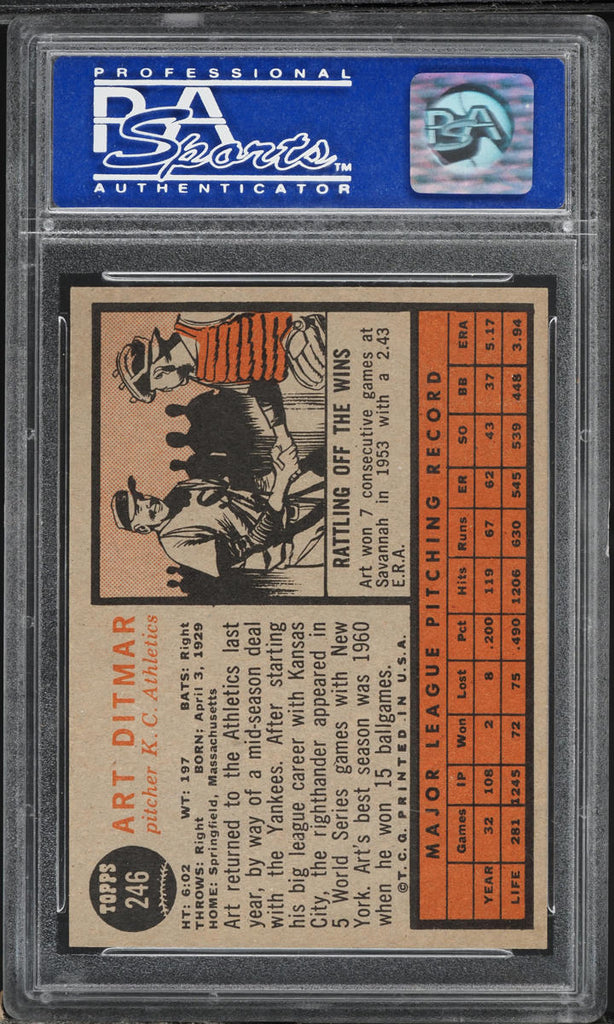 PROFESSIONAL
PSA
Sports™
AUTHENTICATOR
PSA
TOPPS
246
ART DITMAR
pitcher K. C. Athletics
HT: 6:02 WT: 197 BATS: Right
THROWS: Right BORN: April 3, 1929
HOME: Springfield, Massachusetts
Art returned to the Athletics last
year, by way of a mid-season deal
with the Yankees. After starting
his big league career with Kansas
City, the righthander appeared in
5 World Series games with New
York. Art's best season was 1960
when he won 15 ballgames.
©T. C. G. PRINTED IN U.S.A.
RATTLING OFF THE WINS
Art won 7 consecutive games at
Savannah in 1953 with a 2.43
E.R.A.
MAJOR LEAGUE PITCHING RECORD
Games IP Won Lost Pct Hits Runs ER SO BB ERA
YEAR 32 108 2 8 .200 119 67 62 43 37 5.17
LIFE 281 1245 72 75 .490 1206 630 545 539 448 3.94